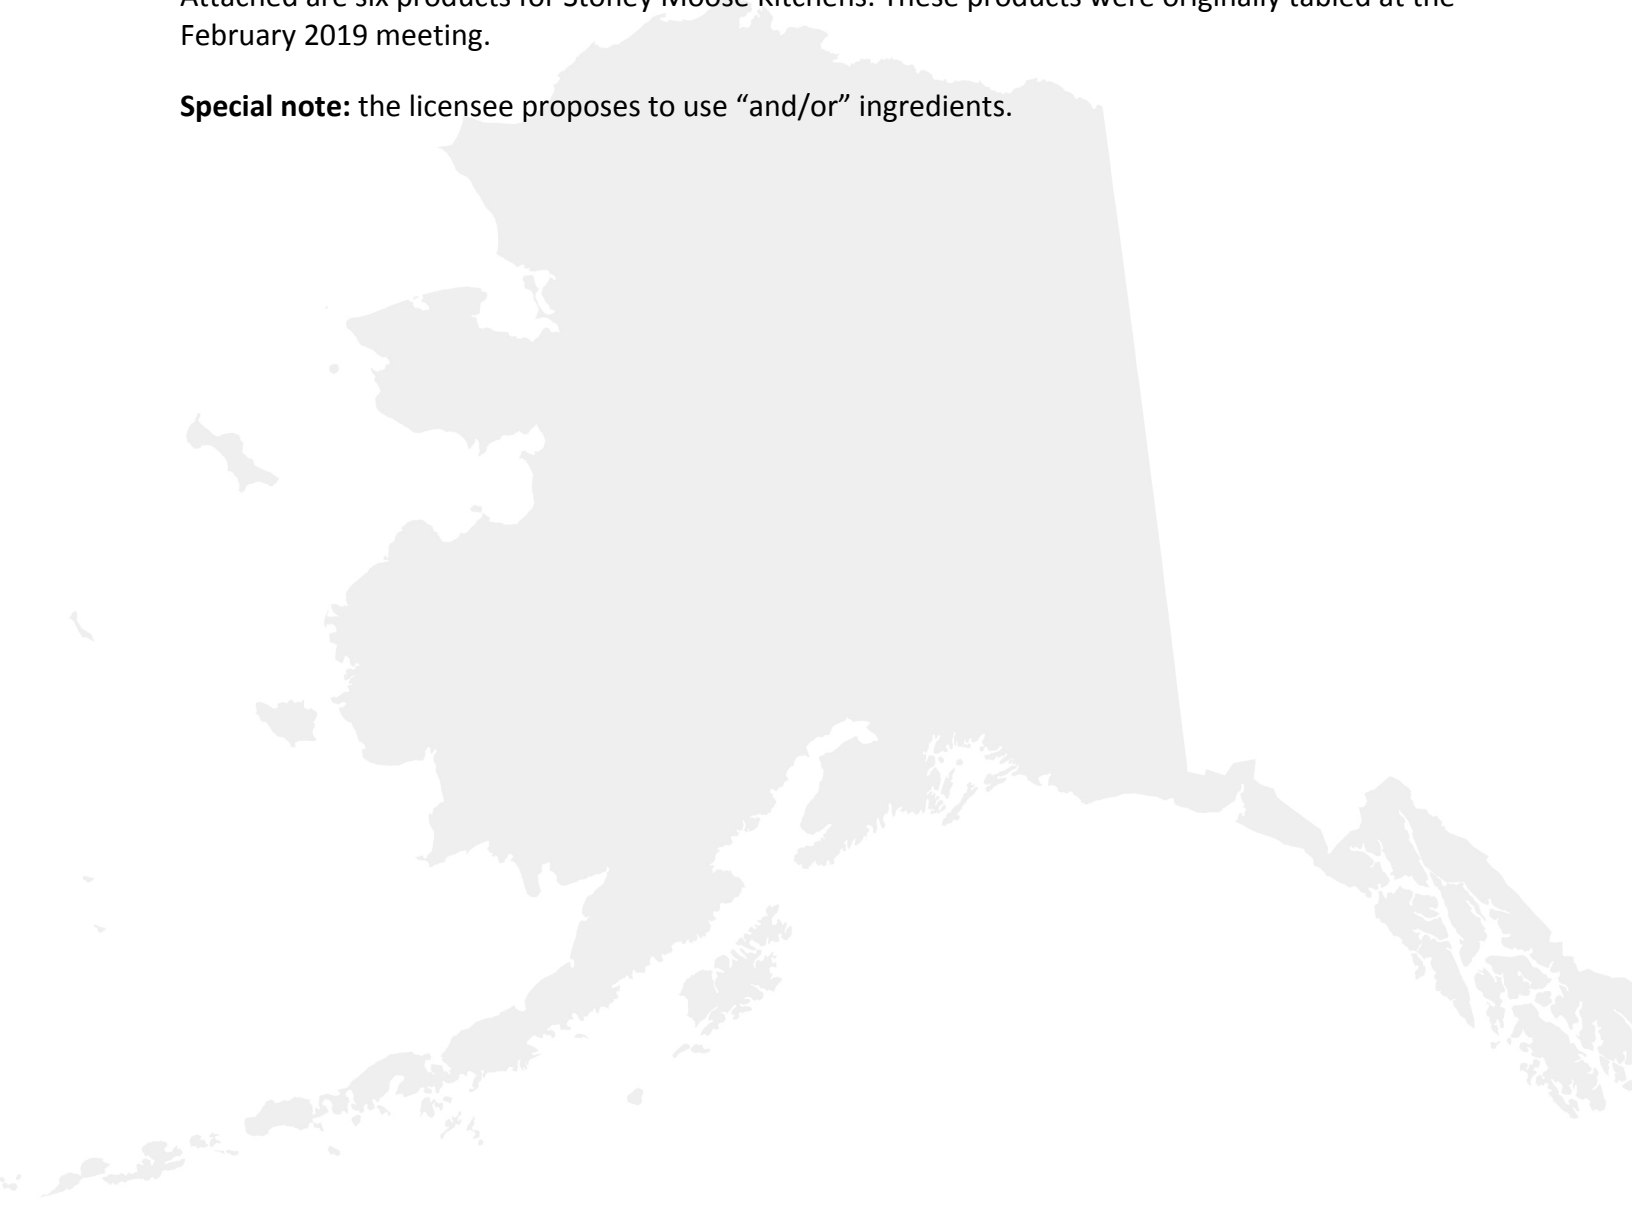 Attached are six products for Stoney Moose Kitchens. These products were originally tabled at the
February 2019 meeting.
Special note: the licensee proposes to use “and/or” ingredients.